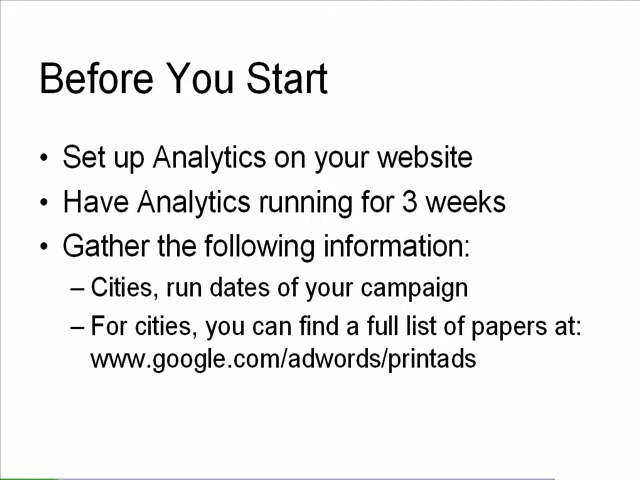 Before You Start
• Set up Analytics on your website
• Have Analytics running for 3 weeks
• Gather the following information:
– Cities, run dates of your campaign
– For cities, you can find a full list of papers at:
www.google.com/adwords/printads